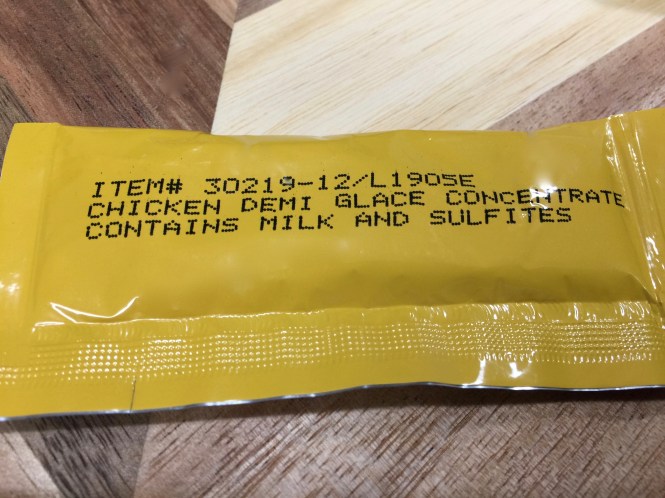 ITEM# 30219-12/L1905E
CHICKEN DEMI GLACE CONCENTRATE
CONTAINS MILK AND SULFITES